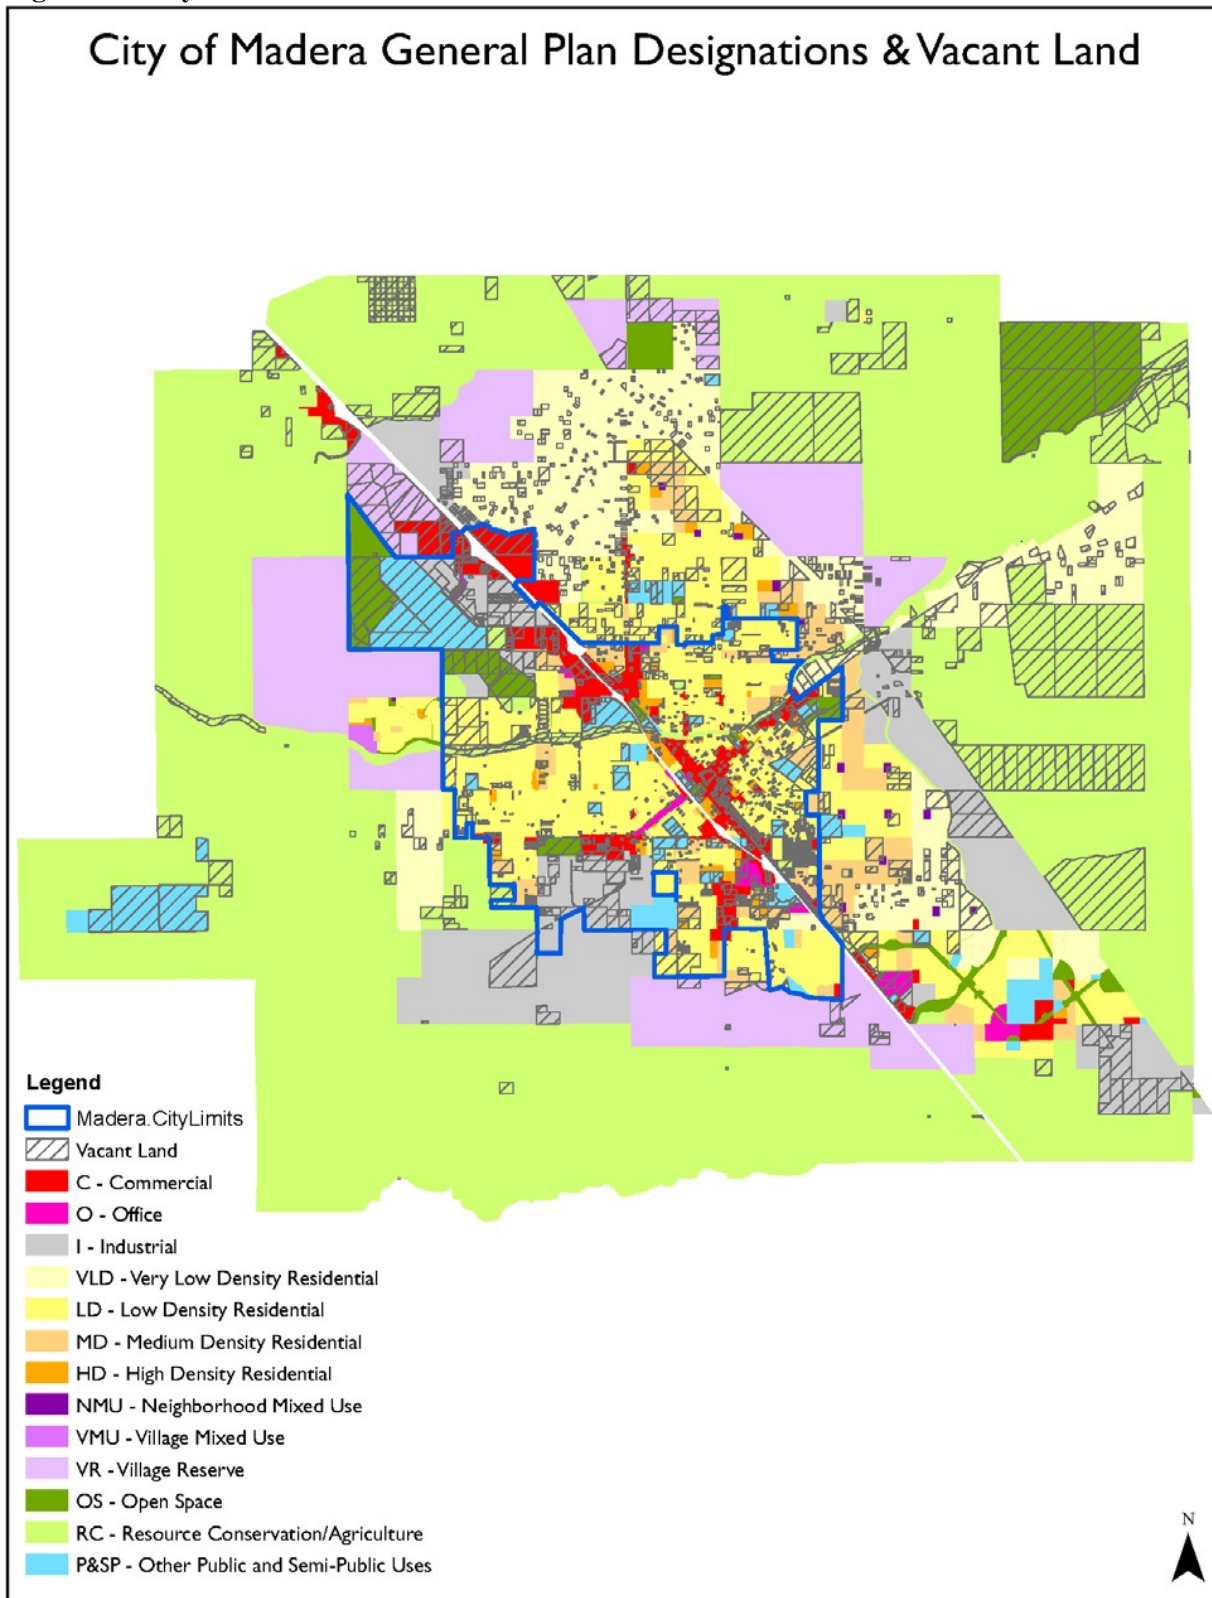 City of Madera General Plan Designations & Vacant Land
Legend
Madera.CityLimits
Vacant Land
C - Commercial
O - Office
I - Industrial
VLD - Very Low Density Residential
LD - Low Density Residential
MD - Medium Density Residential
HD - High Density Residential
NMU - Neighborhood Mixed Use
VMU - Village Mixed Use
VR - Village Reserve
OS - Open Space
RC - Resource Conservation/Agriculture
P&SP - Other Public and Semi-Public Uses
N